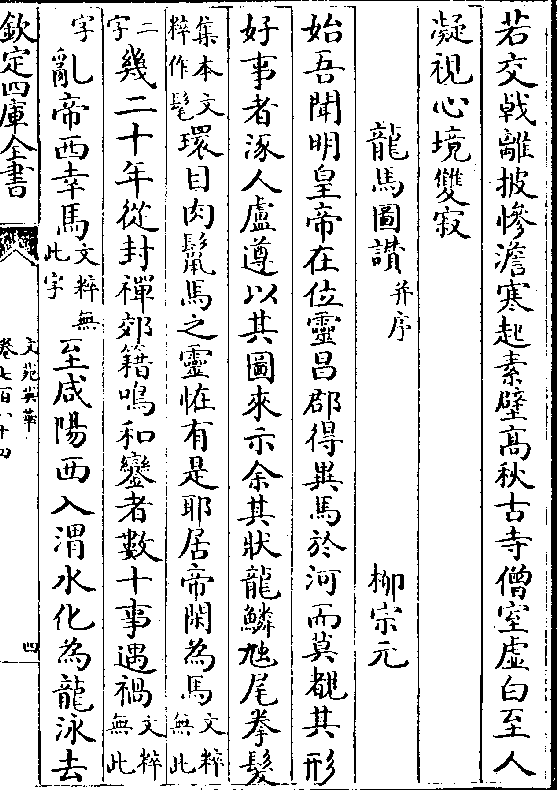 若交戟離披慘澹寒起素壁高秋古寺僧室虛白至人
凝視心境雙寂
龍馬圖讃并序
柳宗元
始吾聞明皇帝在位靈昌郡得異馬於河而莫覩其形
好事者涿人盧遵以其圖來示余其狀龍鱗虺尾拳髮
集本文粹作髦環目肉鬛馬之靈怪有是耶居帝閑為馬文粹無此
二字幾二十年從封禪郊籍鳴和鑾者數十事遇禍文粹無此
字亂帝西幸馬文粹無此字至咸陽西入渭水化為龍泳去
欽定四庫全書
文苑英華
卷七百八十四
四